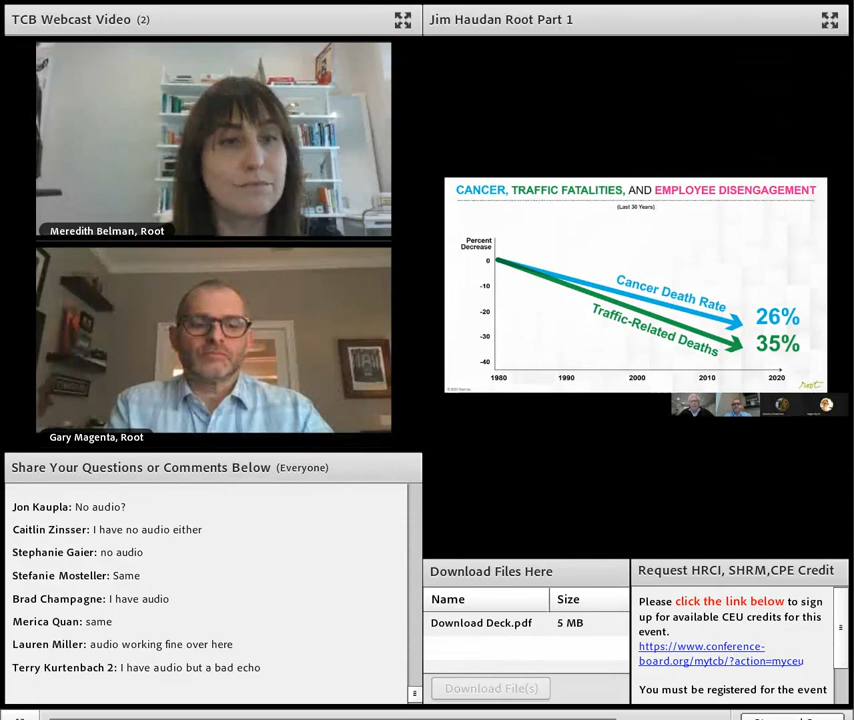 TCB Webcast Video (2)
Jim Haudan Root Part 1
Meredith Belman, Root
Gary Magenta, Root
CANCER, TRAFFIC FATALITIES, AND EMPLOYEE DISENGAGEMENT
(Last 30 Years)
Percent
Decrease
0
-10
-20
-30
-40
Cancer Death Rate
Traffic-Related Deaths
26%
35%
1980
1990
2000
2010
2020
root
Share Your Questions or Comments Below (Everyone)
Jon Kaupla: No audio?
Caitlin Zinsser: I have no audio either
Stephanie Gaier: no audio
Stefanie Mosteller: Same
Brad Champagne: I have audio
Merica Quan: same
Lauren Miller: audio working fine over here
Terry Kurtenbach 2: I have audio but a bad echo
Download Files Here
Name
Size
Download Deck.pdf
5 MB
Download File(s)
Request HRCI, SHRM,CPE Credit
Please click the link below to sign
up for available CEU credits for this
event.
https://www.conference-
board.org/mytcb/?action=myceu
You must be registered for the event